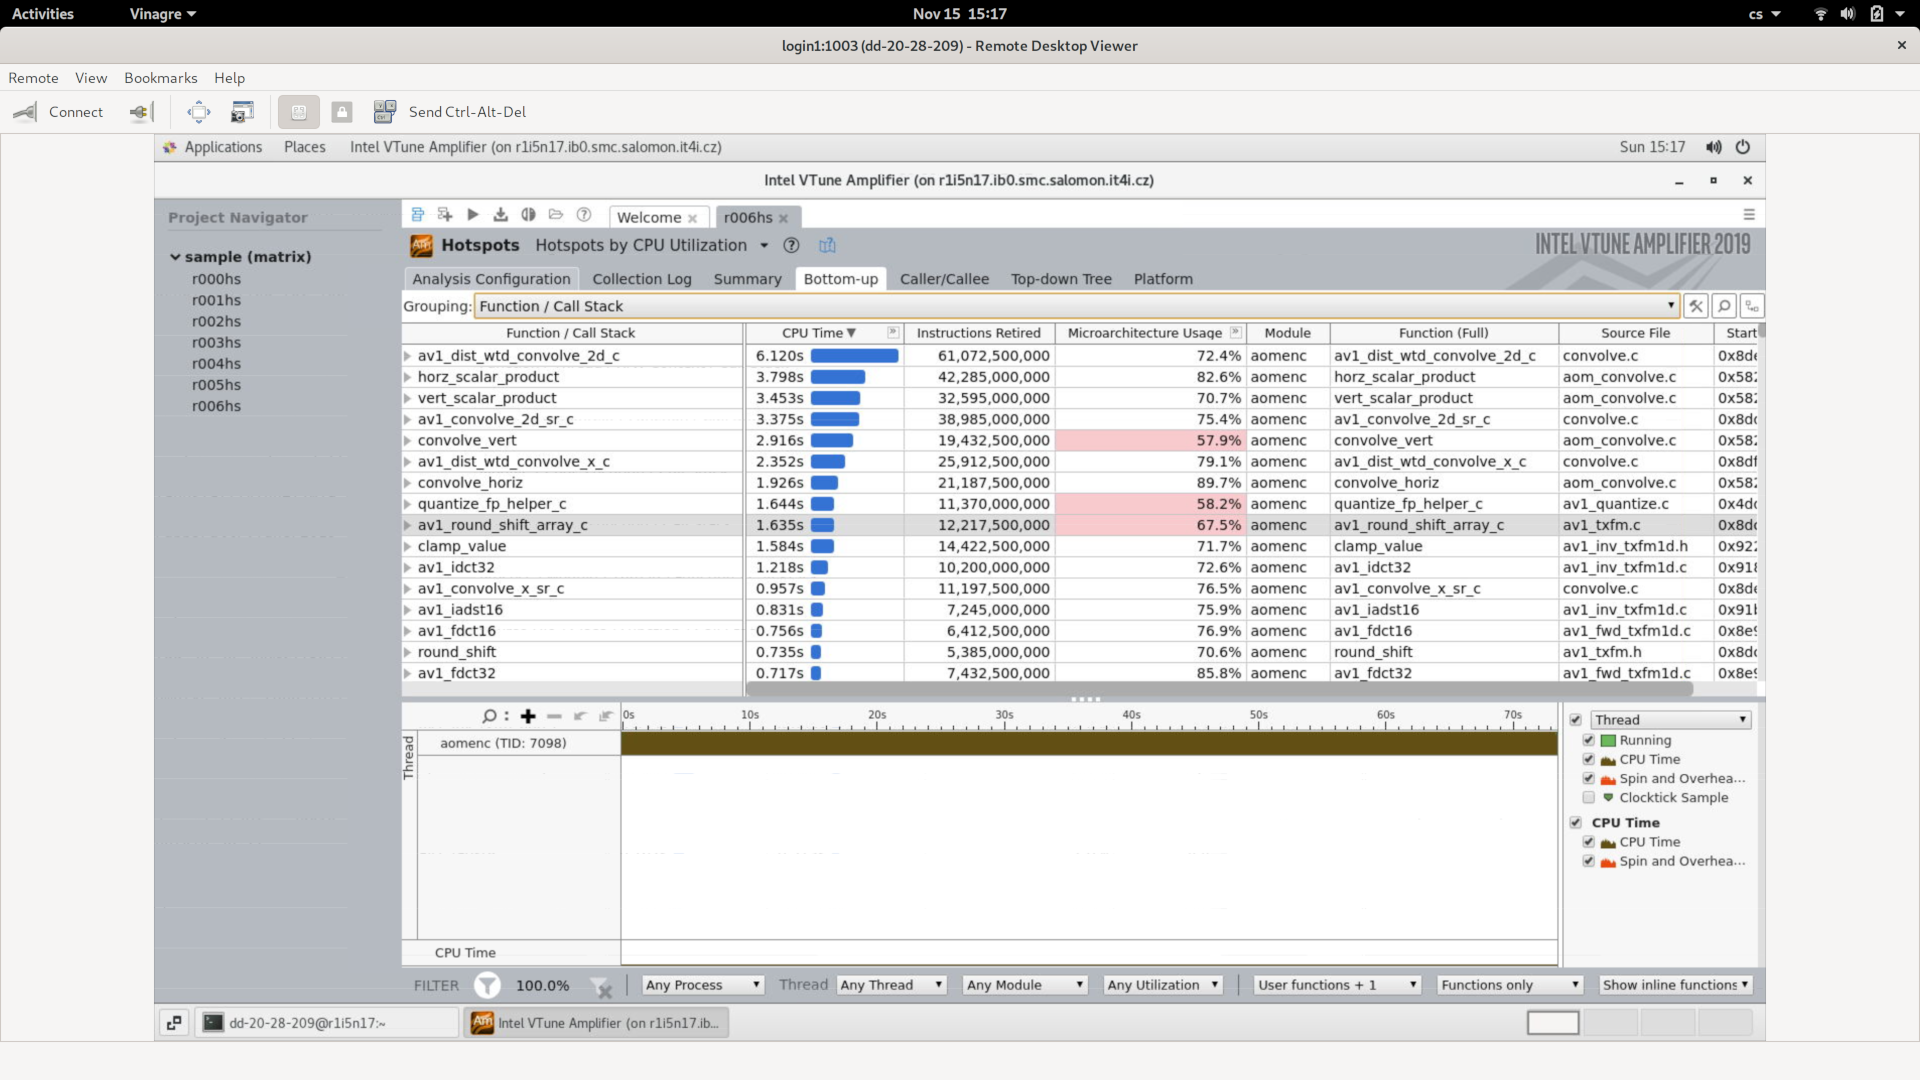 Activities Vinagre Nov 15 15:17 cs
login1:1003 (dd-20-28-209) - Remote Desktop Viewer
Remote View Bookmarks Help
Connect Send Ctrl-Alt-Del
Applications Places Intel VTune Amplifier (on r1i5n17.ib0.smc.salomon.it4i.cz) Sun 15:17
Intel VTune Amplifier (on r1i5n17.ib0.smc.salomon.it4i.cz)
Project Navigator
sample (matrix)
r000hs
r001hs
r002hs
r003hs
r004hs
r005hs
r006hs
Welcome r006hs
Hotspots Hotspots by CPU Utilization INTEL VTUNE AMPLIFIER 2019
Analysis Configuration Collection Log Summary Bottom-up Caller/Callee Top-down Tree Platform
Grouping: Function / Call Stack
Function / Call Stack CPU Time Instructions Retired Microarchitecture Usage Module Function (Full) Source File Start
av1_dist_wtd_convolve_2d_c 6.120s 61,072,500,000 72.4% aomenc av1_dist_wtd_convolve_2d_c convolve.c 0x8de
horz_scalar_product 3.798s 42,285,000,000 82.6% aomenc horz_scalar_product aom_convolve.c 0x582
vert_scalar_product 3.453s 32,595,000,000 70.7% aomenc vert_scalar_product aom_convolve.c 0x582
av1_convolve_2d_sr_c 3.375s 38,985,000,000 75.4% aomenc av1_convolve_2d_sr_c convolve.c 0x8dc
convolve_vert 2.916s 19,432,500,000 57.9% aomenc convolve_vert aom_convolve.c 0x582
av1_dist_wtd_convolve_x_c 2.352s 25,912,500,000 79.1% aomenc av1_dist_wtd_convolve_x_c convolve.c 0x8df
convolve_horiz 1.926s 21,187,500,000 89.7% aomenc convolve_horiz aom_convolve.c 0x582
quantize_fp_helper_c 1.644s 11,370,000,000 58.2% aomenc quantize_fp_helper_c av1_quantize.c 0x4dc
av1_round_shift_array_c 1.635s 12,217,500,000 67.5% aomenc av1_round_shift_array_c av1_txfm.c 0x8dc
clamp_value 1.584s 14,422,500,000 71.7% aomenc clamp_value av1_inv_txfm1d.h 0x922
av1_idct32 1.218s 10,200,000,000 72.6% aomenc av1_idct32 av1_inv_txfm1d.c 0x918
av1_convolve_x_sr_c 0.957s 11,197,500,000 76.5% aomenc av1_convolve_x_sr_c convolve.c 0x8de
av1_iadst16 0.831s 7,245,000,000 75.9% aomenc av1_iadst16 av1_inv_txfm1d.c 0x91b
av1_fdct16 0.756s 6,412,500,000 76.9% aomenc av1_fdct16 av1_fwd_txfm1d.c 0x8e9
round_shift 0.735s 5,385,000,000 70.6% aomenc round_shift av1_txfm.h 0x8dc
av1_fdct32 0.717s 7,432,500,000 85.8% aomenc av1_fdct32 av1_fwd_txfm1d.c 0x8e9
0s 10s 20s 30s 40s 50s 60s 70s
Thread
aomenc (TID: 7098)
CPU Time
Thread
Running
CPU Time
Spin and Overhea...
Clocktick Sample
CPU Time
CPU Time
Spin and Overhea...
FILTER 100.0% Any Process Thread Any Thread Any Module Any Utilization User functions + 1 Functions only Show inline functions
dd-20-28-209@r1i5n17:~ Intel VTune Amplifier (on r1i5n17.ib...